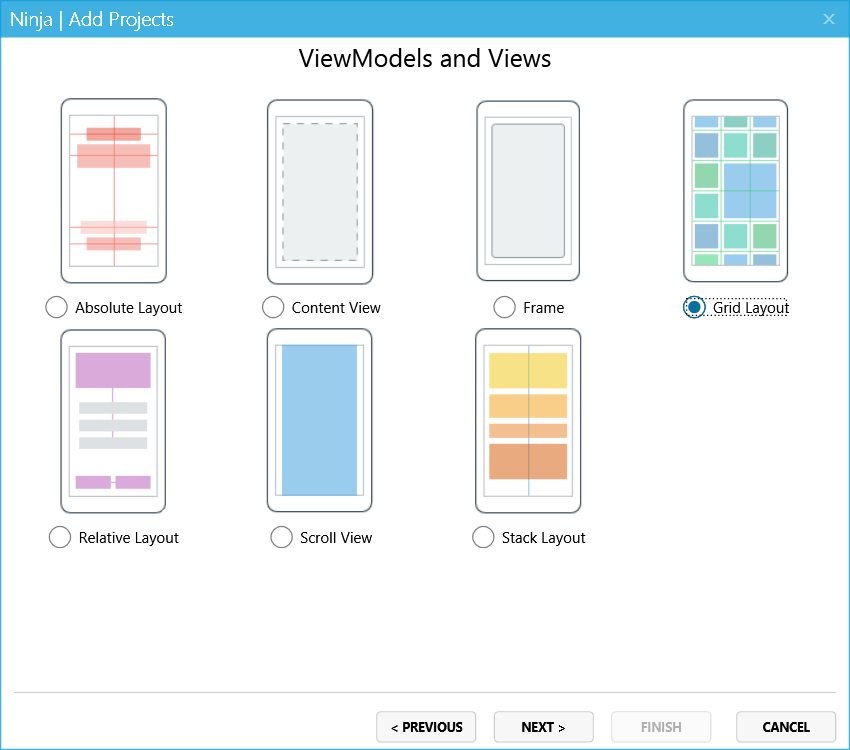 Ninja | Add Projects
ViewModels and Views
Absolute Layout
Content View
Frame
Grid Layout
Relative Layout
Scroll View
Stack Layout
< PREVIOUS
NEXT >
FINISH
CANCEL